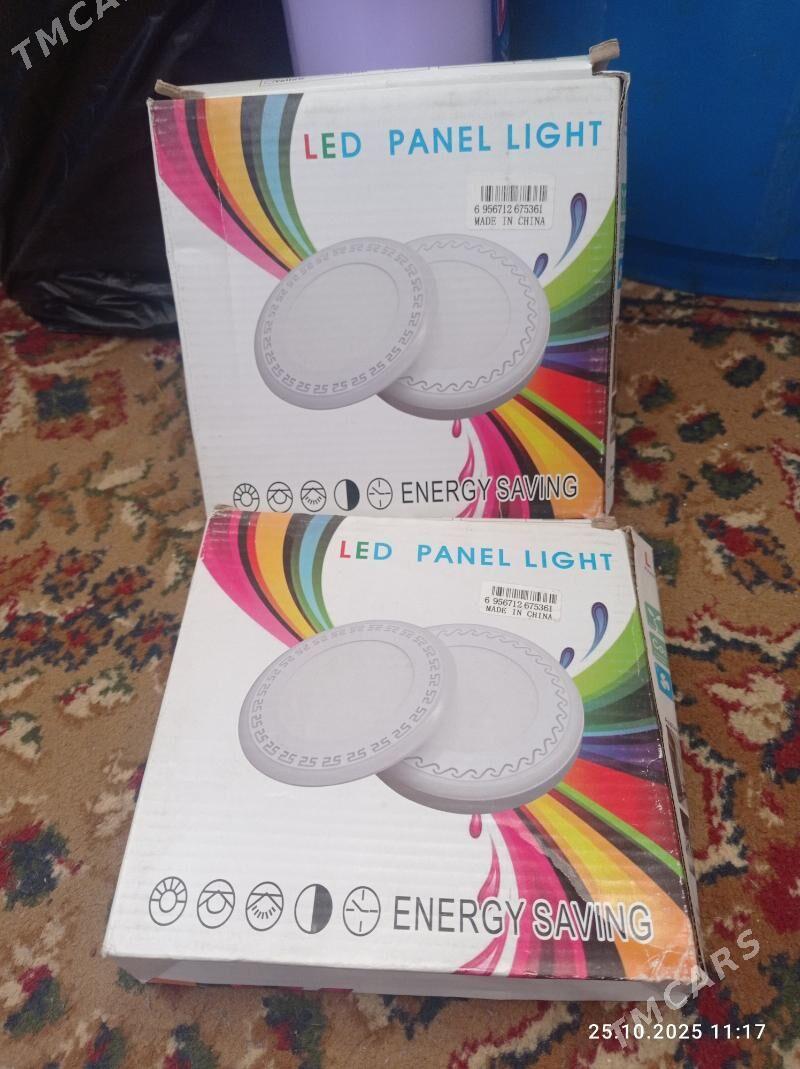 TMCARS
LED PANEL LIGHT
6 956712 675361
MADE IN CHINA
ENERGY SAVING
LED PANEL LIGHT
6 956712 675361
MADE IN CHINA
ENERGY SAVING
TMCARS
25.10.2025 11:17